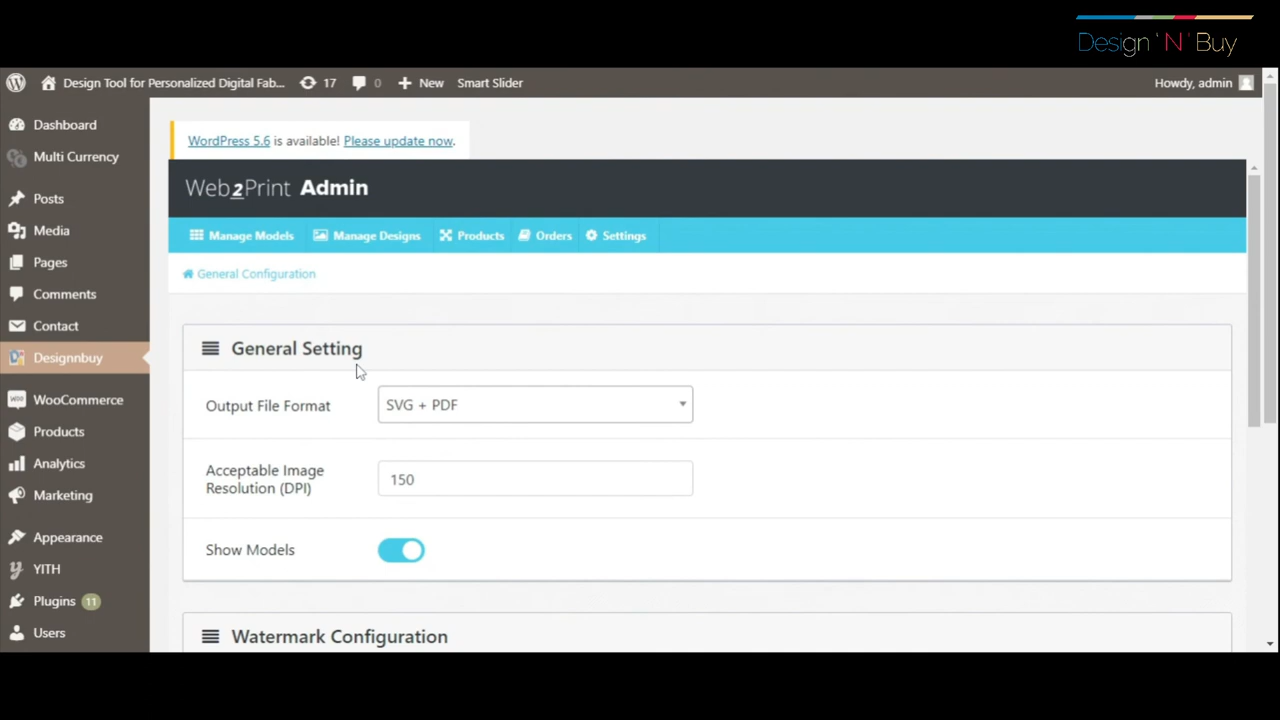 Design 'N' Buy
Design Tool for Personalized Digital Fab... 17 0 New Smart Slider Howdy, admin
Dashboard
Multi Currency
Posts
Media
Pages
Comments
Contact
Designnbuy
WooCommerce
Products
Analytics
Marketing
Appearance
YITH
Plugins 11
Users
WordPress 5.6 is available! Please update now.
Web2Print Admin
Manage Models Manage Designs Products Orders Settings
General Configuration
General Setting
Output File Format SVG + PDF
Acceptable Image
Resolution (DPI) 150
Show Models
Watermark Configuration